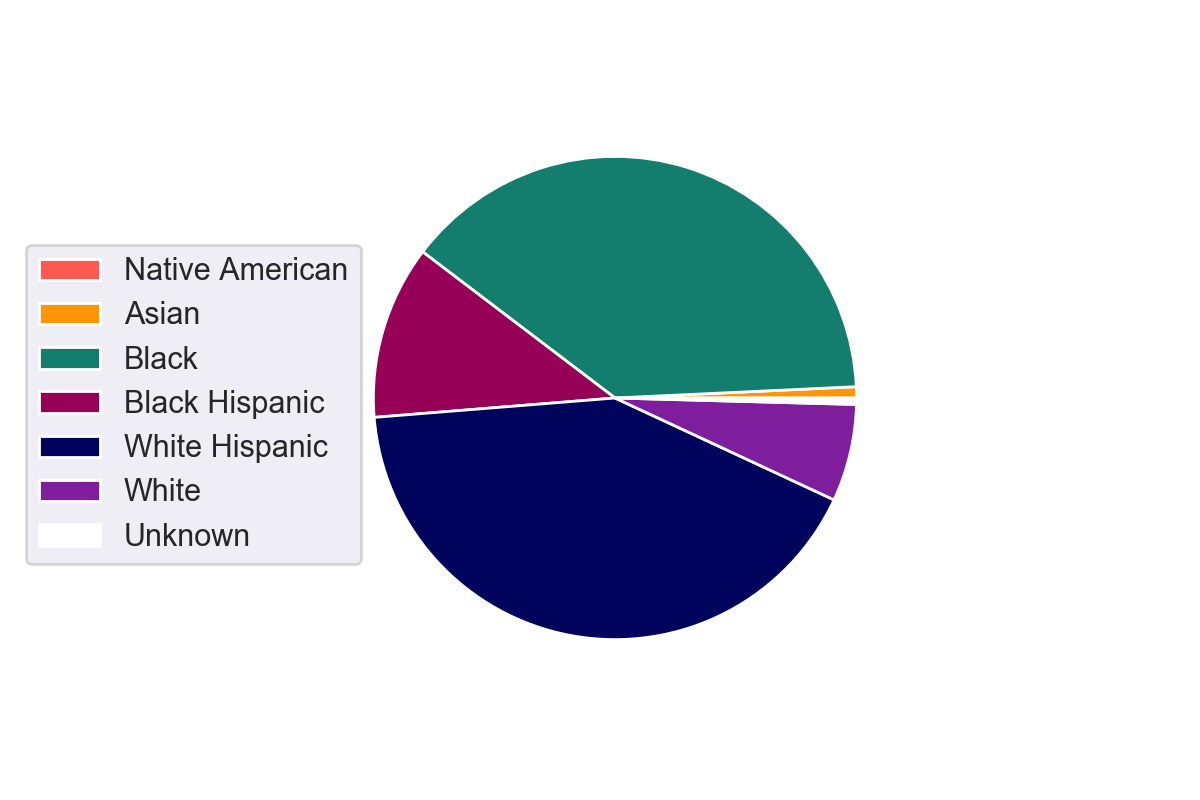 Native American
Asian
Black
Black Hispanic
White Hispanic
White
Unknown